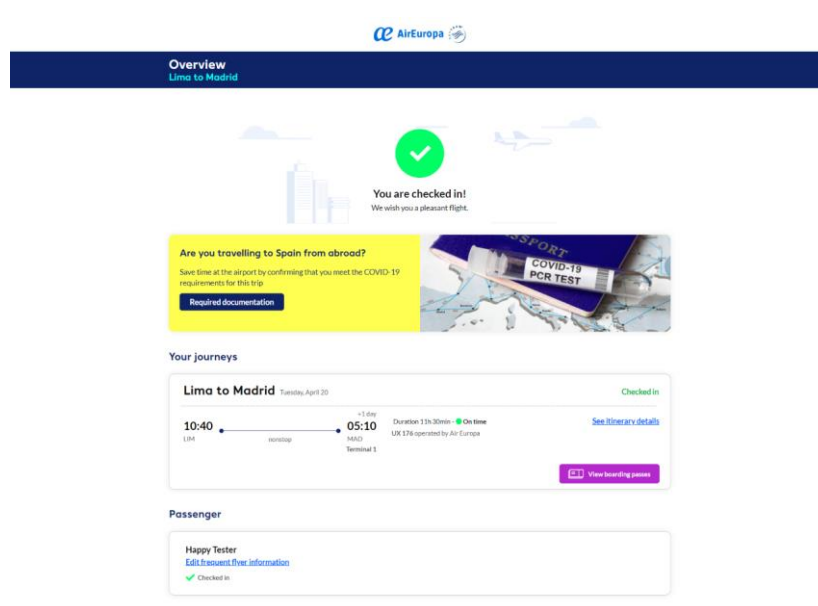 AirEuropa
Overview
Lima to Madrid
You are checked in!
We wish you a pleasant flight.
Are you travelling to Spain from abroad?
Save time at the airport by confirming that you meet the COVID-19
requirements for this trip
Required documentation
PASSPORT
COVID-19
PCR TEST
Your journeys
Lima to Madrid Tuesday, April 20
Checked in
10:40
LIM
nonstop
+1 day
05:10
MAD
Terminal 1
Duration 11h 30min - On time
UX 176 operated by Air Europa
See itinerary details
View boarding passes
Passenger
Happy Tester
Edit frequent flyer information
Checked in